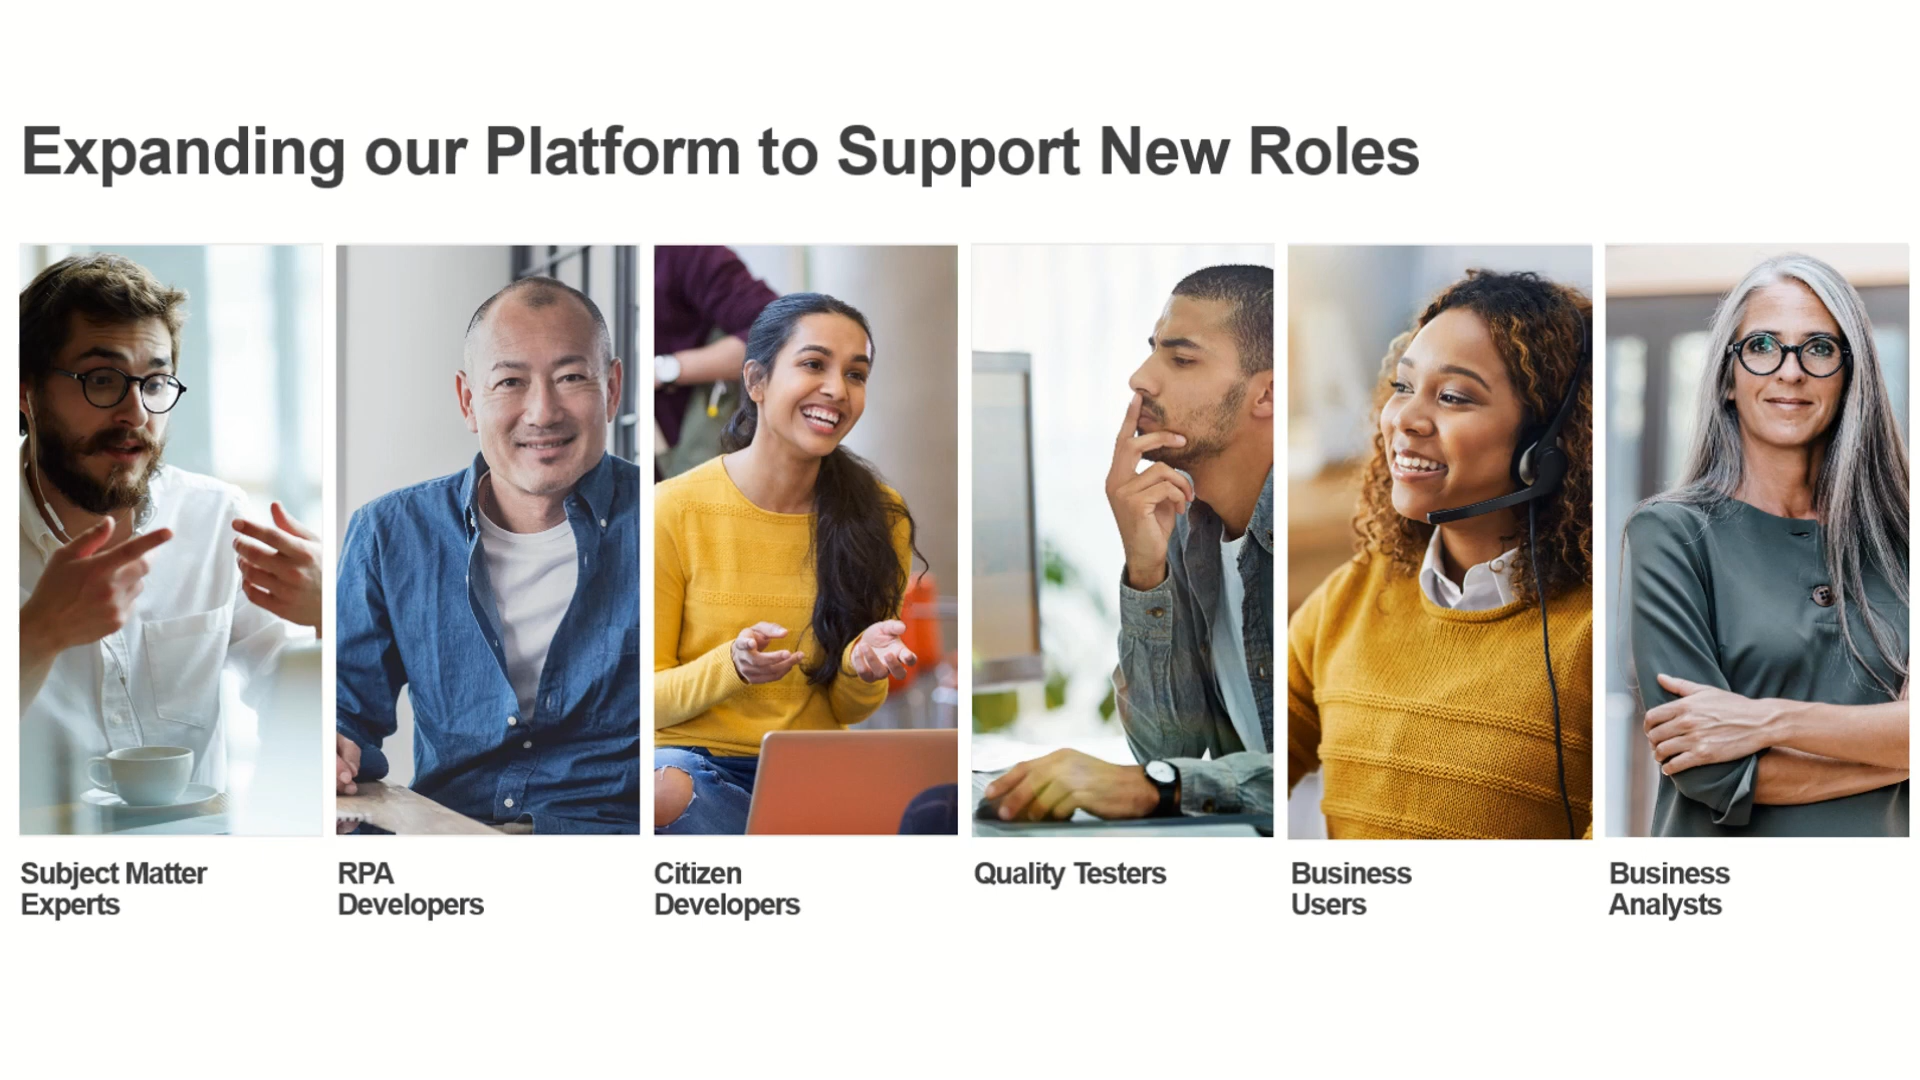 Expanding our Platform to Support New Roles
Subject Matter
Experts
RPA
Developers
Citizen
Developers
Quality Testers
Business
Users
Business
Analysts